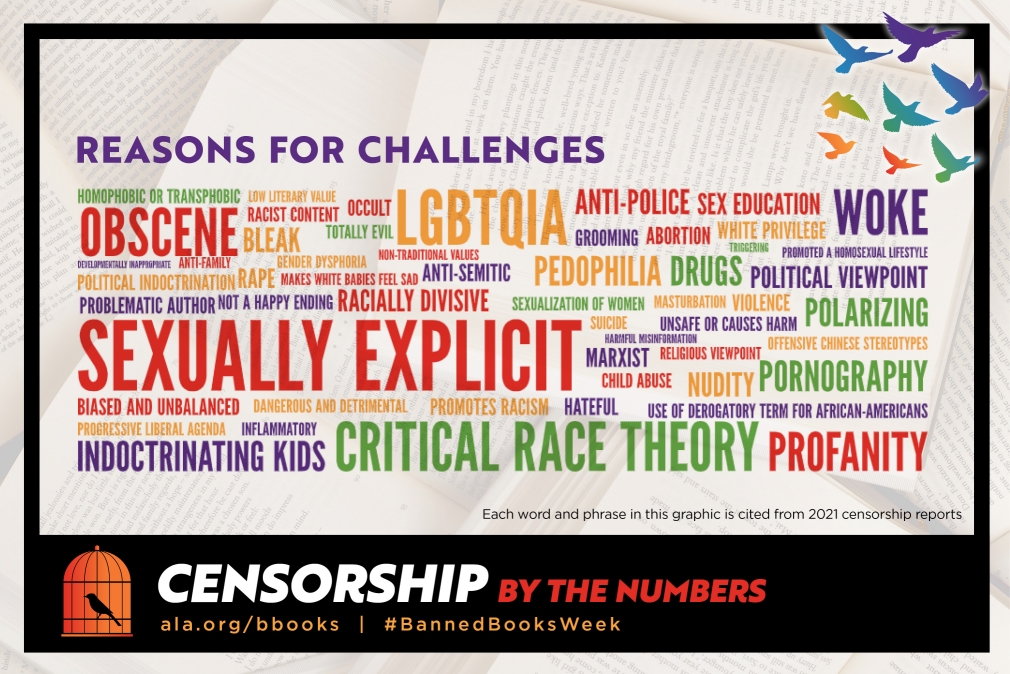 REASONS FOR CHALLENGES
HOMOPHOBIC OR TRANSPHOBIC
LOW LITERARY VALUE
OBSCENE
RACIST CONTENT
OCCULT
LGBTQIA
ANTI-POLICE
SEX EDUCATION
WOKE
BLEAK
TOTALLY EVIL
GROOMING
ABORTION
WHITE PRIVILEGE
TRIGGERING
PROMOTED A HOMOSEXUAL LIFESTYLE
DEVELOPMENTALLY INAPPROPRIATE
ANTI-FAMILY
GENDER DYSPHORIA
NON-TRADITIONAL VALUES
POLITICAL INDOCTRINATION
RAPE
MAKES WHITE BABIES FEEL SAD
ANTI-SEMITIC
PEDOPHILIA
DRUGS
POLITICAL VIEWPOINT
PROBLEMATIC AUTHOR
NOT A HAPPY ENDING
RACIALLY DIVISIVE
SEXUALIZATION OF WOMEN
MASTURBATION
VIOLENCE
POLARIZING
SEXUALLY EXPLICIT
SUICIDE
UNSAFE OR CAUSES HARM
HARMFUL MISINFORMATION
OFFENSIVE CHINESE STEREOTYPES
MARXIST
RELIGIOUS VIEWPOINT
CHILD ABUSE
NUDITY
PORNOGRAPHY
BIASED AND UNBALANCED
DANGEROUS AND DETRIMENTAL
PROMOTES RACISM
HATEFUL
USE OF DEROGATORY TERM FOR AFRICAN-AMERICANS
PROGRESSIVE LIBERAL AGENDA
INFLAMMATORY
INDOCTRINATING KIDS
CRITICAL RACE THEORY
PROFANITY
Each word and phrase in this graphic is cited from 2021 censorship reports
CENSORSHIP BY THE NUMBERS
ala.org/bbooks | #BannedBooksWeek